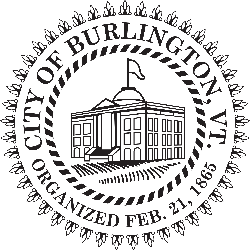 CITY OF BURLINGTON, VT.
ORGANIZED FEB. 21, 1865